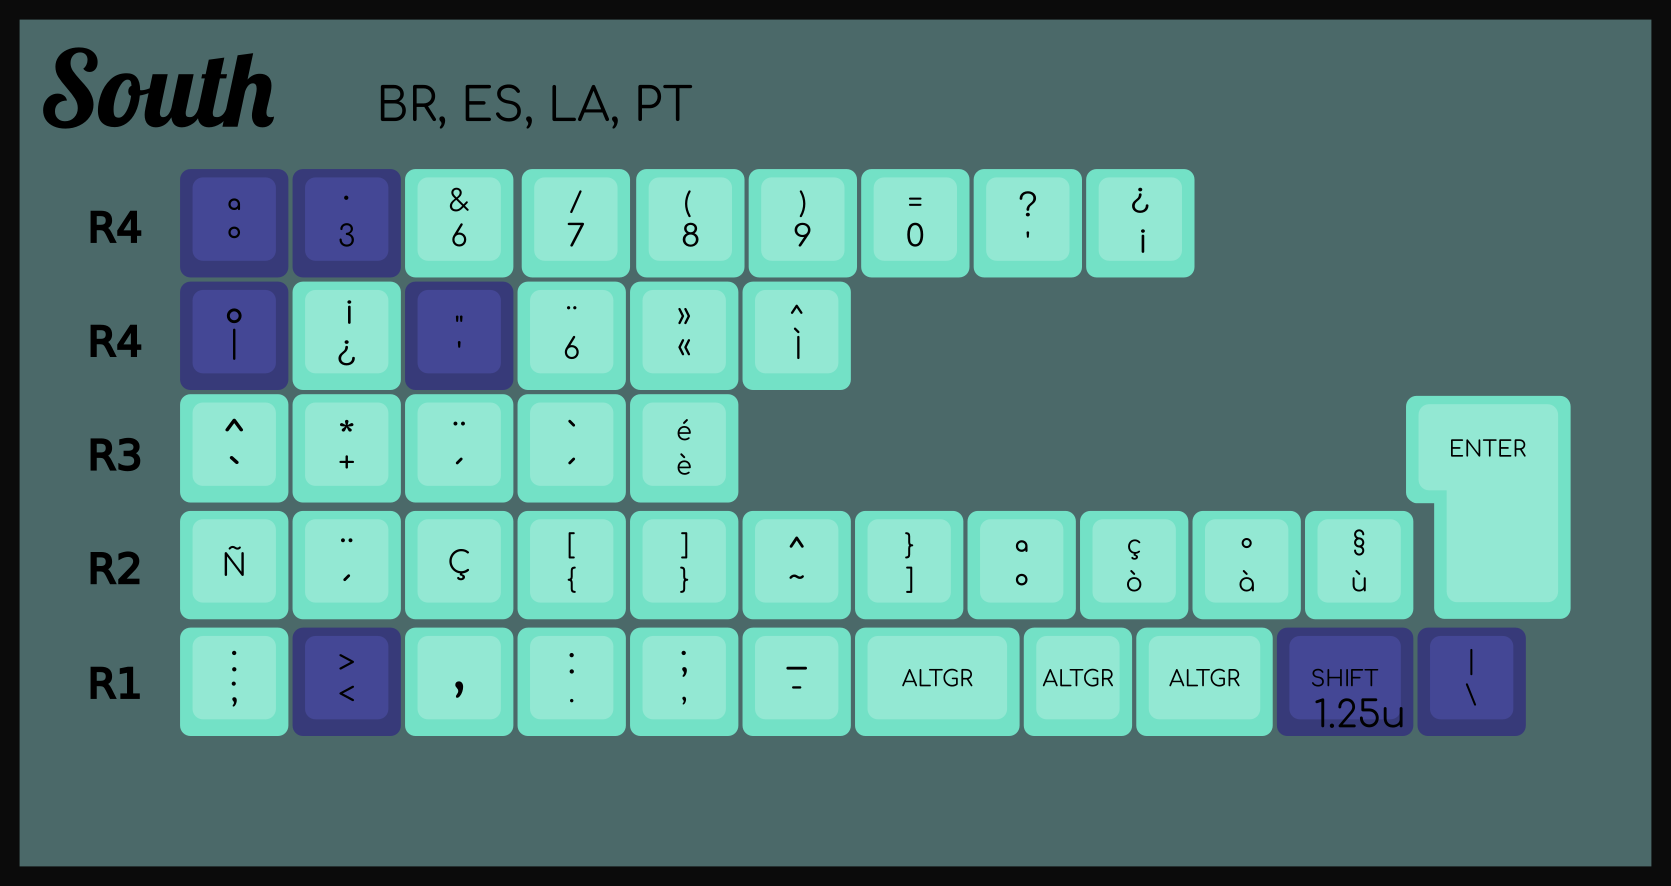 South BR, ES, LA, PT
R4 ª · & / ( ) = ? ¿
º 3 6 7 8 9 0 ' ¡
R4 ° ¡ " ¨ » ^
| ¿ ' 6 « Ì
R3 ^ * ¨ ` é ENTER
` + ´ ´ è
R2 Ñ ¨ Ç [ ] ^ } ª ç ° §
´ { } ~ ] º ò à ù
R1 : > , : ; _ ALTGR ALTGR ALTGR SHIFT |
; < . , - 1.25u \